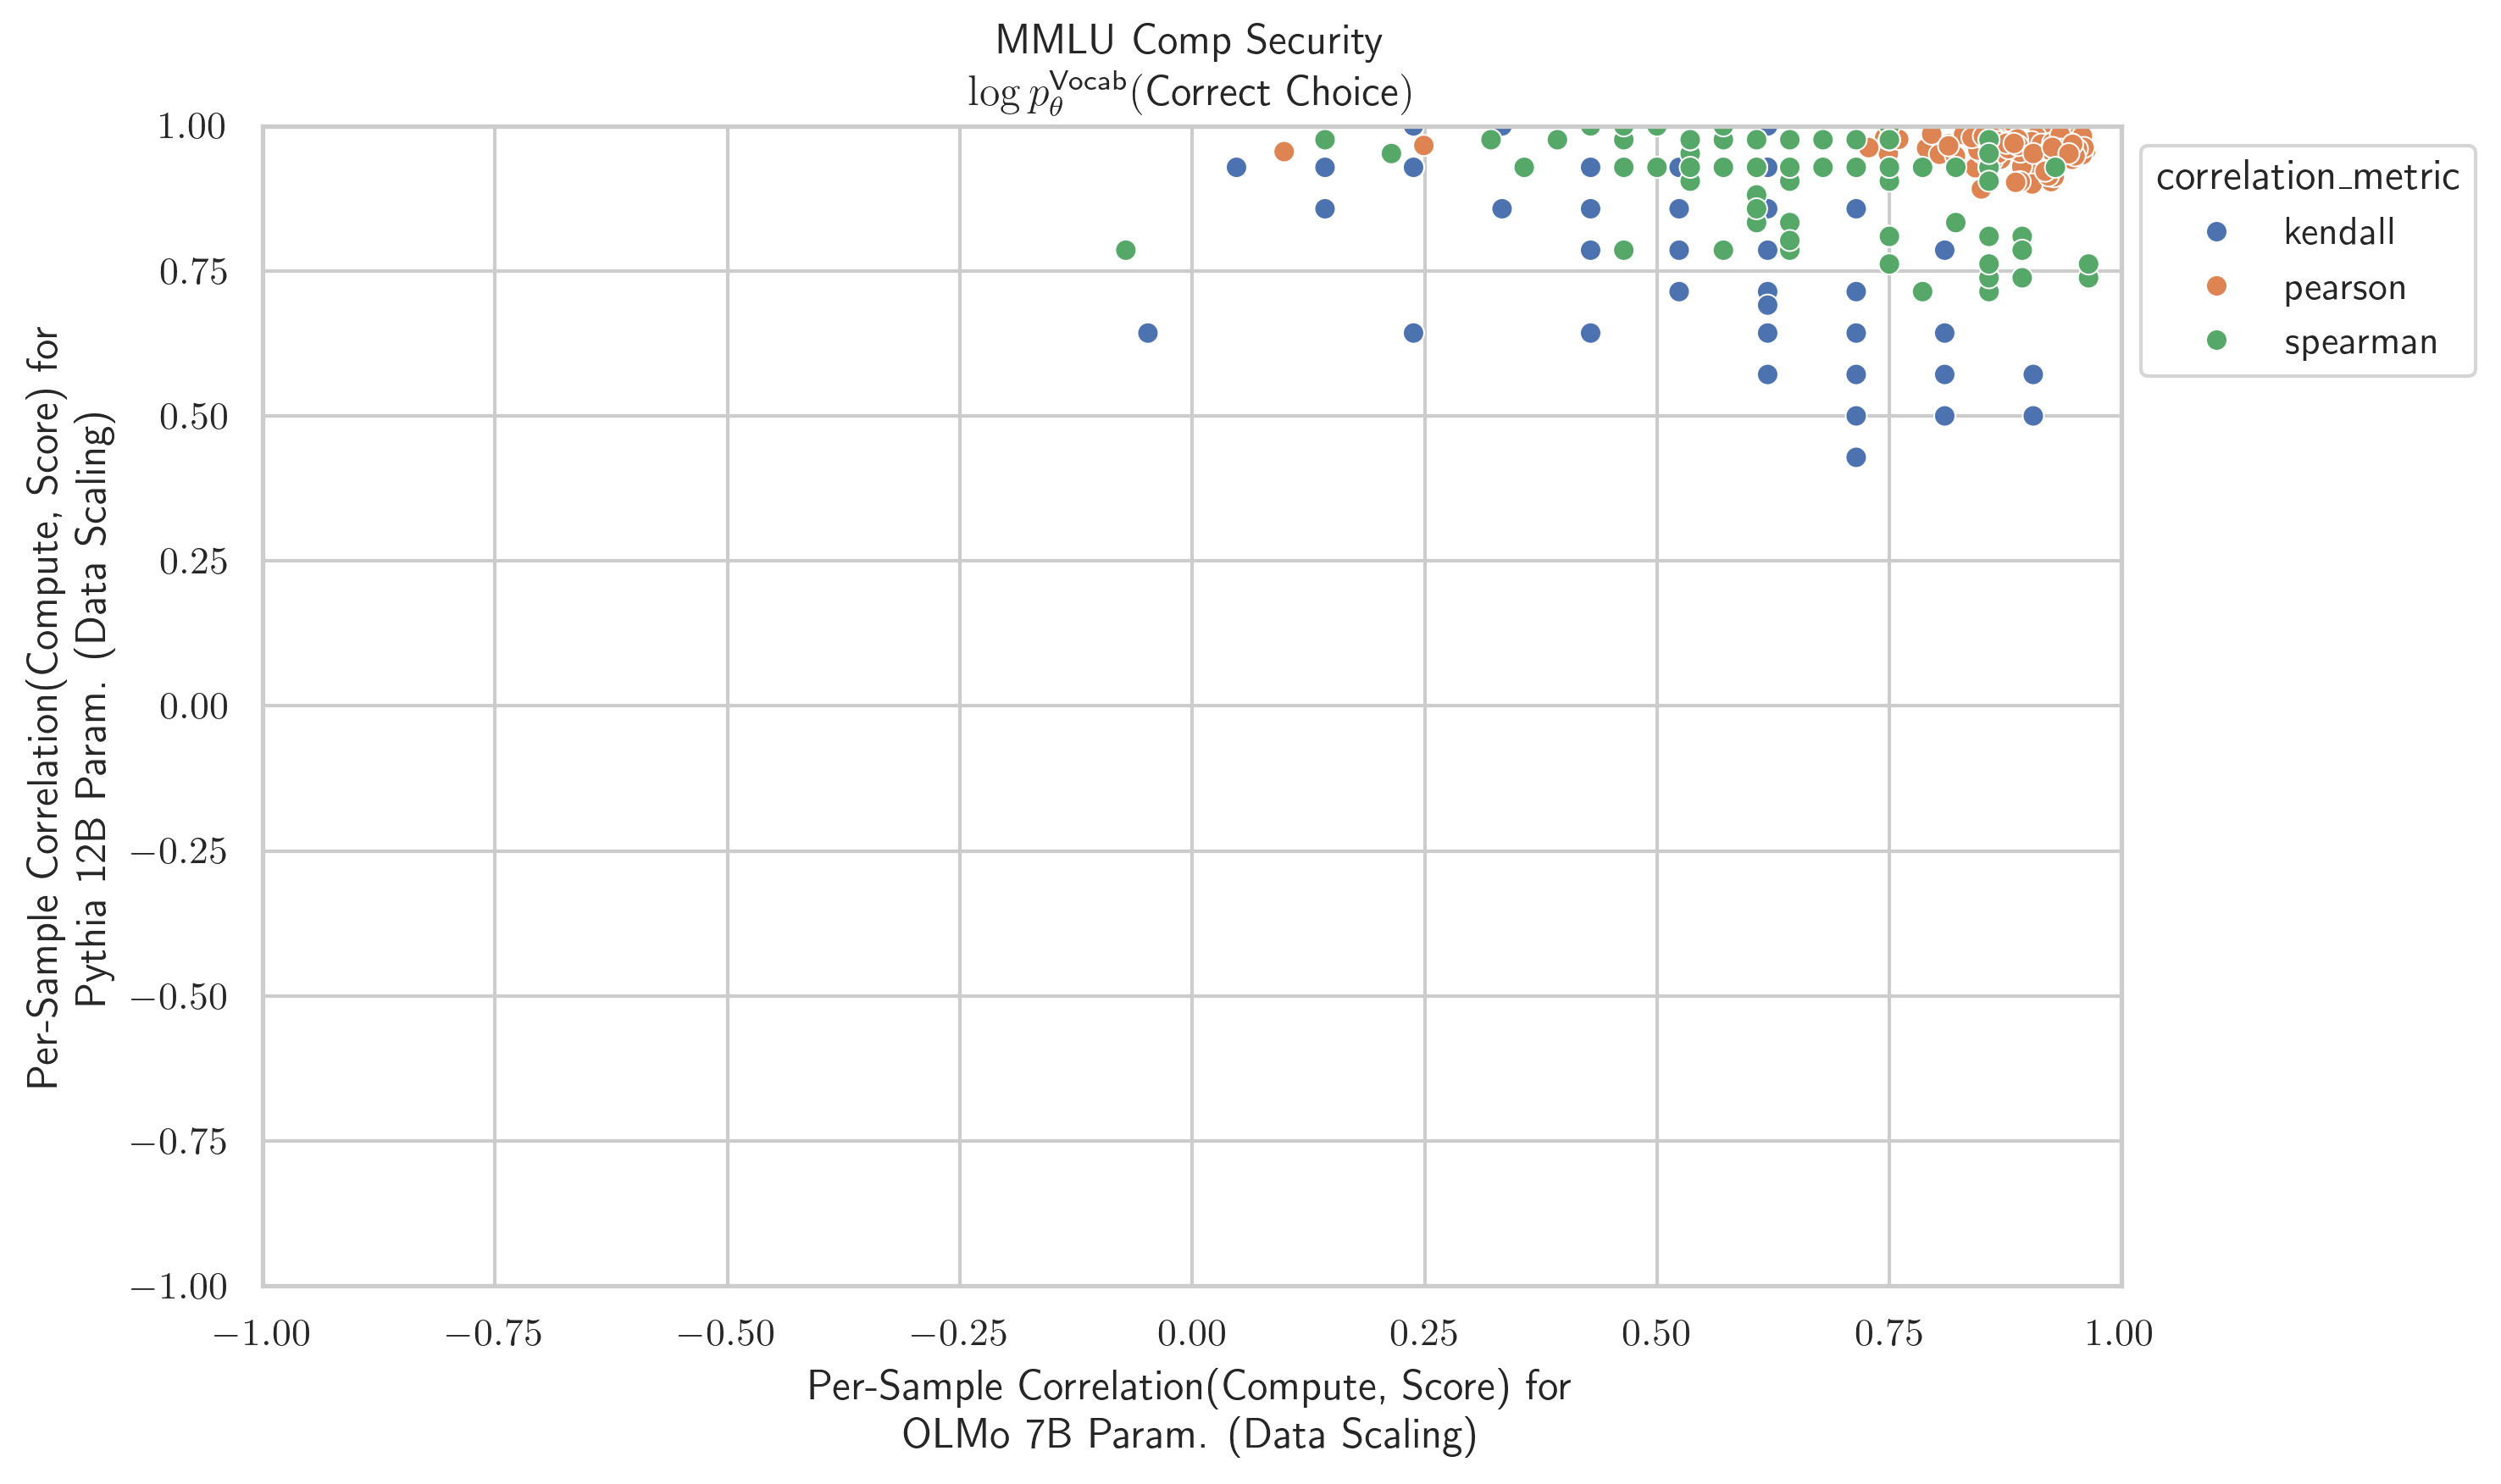 MMLU Comp Security
log p_θ^Vocab(Correct Choice)
Per-Sample Correlation(Compute, Score) for
Pythia 12B Param. (Data Scaling)
1.00
0.75
0.50
0.25
0.00
−0.25
−0.50
−0.75
−1.00
−1.00 −0.75 −0.50 −0.25 0.00 0.25 0.50 0.75 1.00
Per-Sample Correlation(Compute, Score) for
OLMo 7B Param. (Data Scaling)
correlation_metric
kendall
pearson
spearman